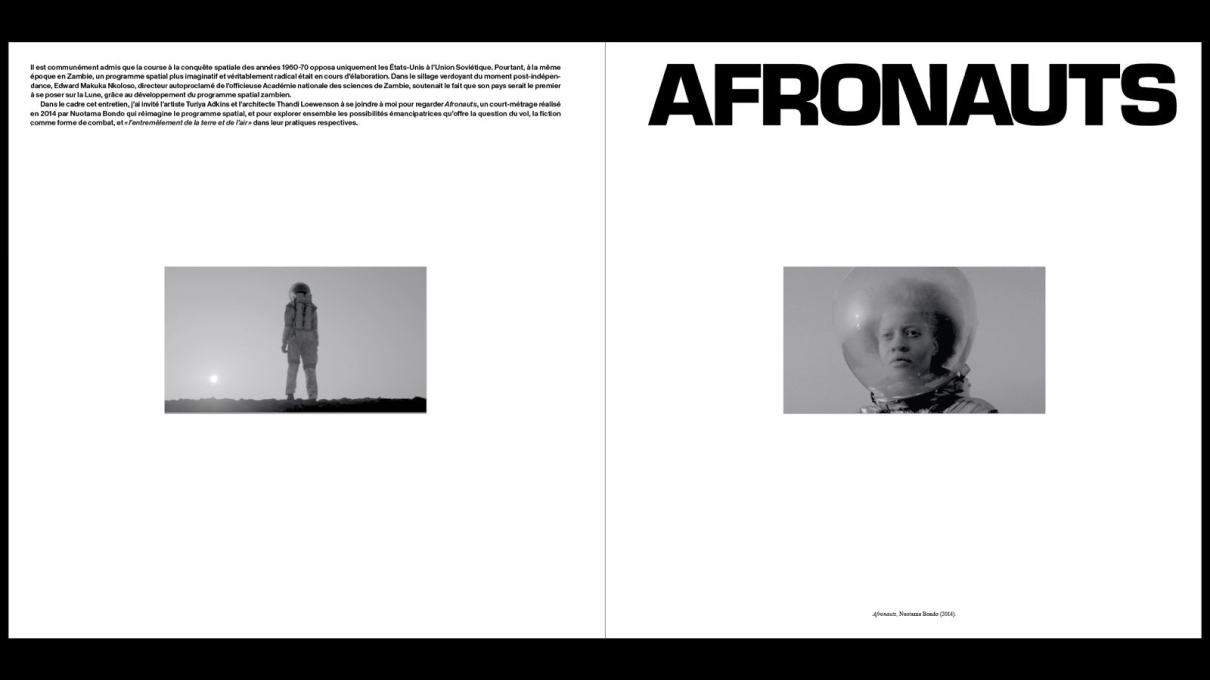 Il est communément admis que la course à la conquête spatiale des années 1960-70 opposa uniquement les États-Unis à l'Union Soviétique. Pourtant, à la même
époque en Zambie, un programme spatial plus imaginatif et véritablement radical était en cours d'élaboration. Dans le sillage verdoyant du moment post-indépen-
dance, Edward Makuka Nkoloso, directeur autoproclamé de l'officieuse Académie nationale des sciences de Zambie, soutenait le fait que son pays serait le premier
à se poser sur la Lune, grâce au développement du programme spatial zambien.
Dans le cadre cet entretien, j'ai invité l'artiste Turiya Adkins et l'architecte Thandi Loewenson à se joindre à moi pour regarder Afronauts, un court-métrage réalisé
en 2014 par Nuotama Bondo qui réimagine le programme spatial, et pour explorer ensemble les possibilités émancipatrices qu'offre la question du vol, la fiction
comme forme de combat, et « l'entremêlement de la terre et de l'air » dans leur pratiques respectives.
AFRONAUTS
Afronauts, Nuotama Bondo (2014).